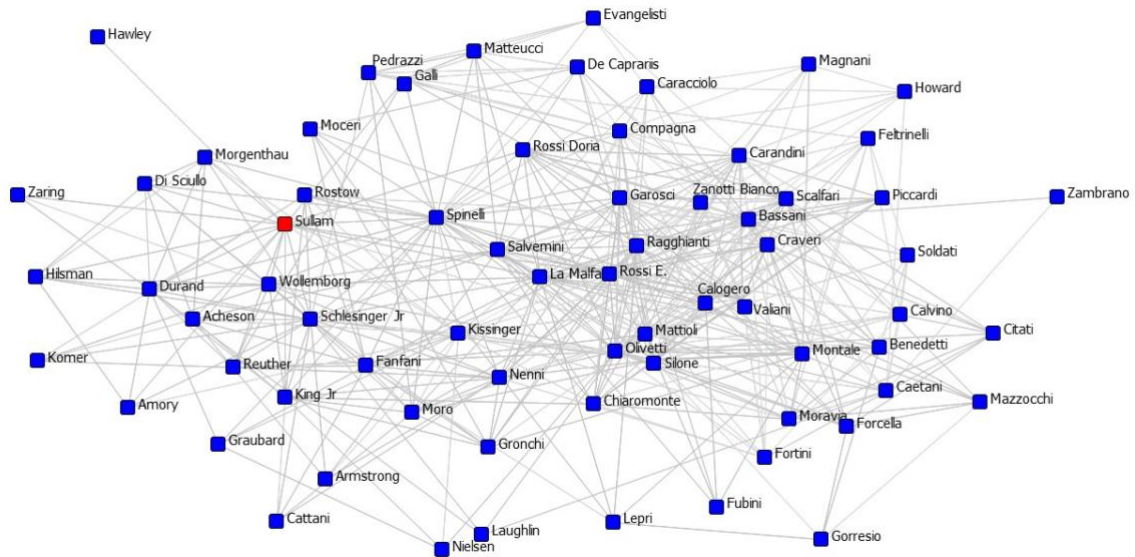 Evangelisti
Hawley
Matteucci
Pedrazzi
De Caprariis
Magnani
Galli
Caracciolo
Howard
Moceri
Compagna
Feltrinelli
Rossi Doria
Carandini
Morgenthau
Di Sciullo
Zaring
Rostow
Garosci
Zanotti Bianco
Scalfari
Piccardi
Zambrano
Sullam
Spinelli
Bassani
Salvemini
Ragghianti
Craveri
Soldati
Hilsman
La Malfa
Rossi E.
Durand
Wollemborg
Calogero
Valiani
Calvino
Acheson
Schlesinger Jr
Kissinger
Mattioli
Citati
Komer
Reuther
Fanfani
Olivetti
Silone
Montale
Benedetti
Nenni
Caetani
King Jr
Amory
Moro
Chiaromonte
Mazzocchi
Moravia
Forcella
Graubard
Gronchi
Fortini
Armstrong
Fubini
Cattani
Laughlin
Lepri
Gorresio
Nielsen